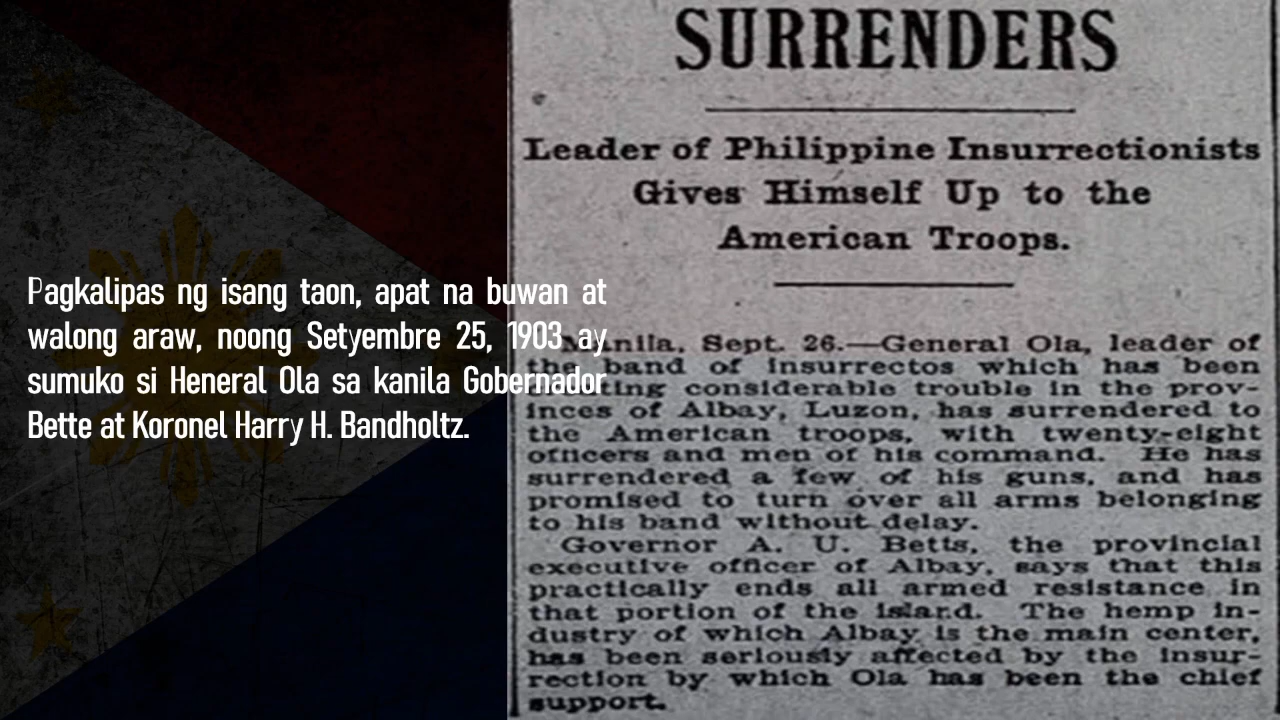 Pagkalipas ng isang taon, apat na buwan at
walong araw, noong Setyembre 25, 1903 ay
sumuko si Heneral Ola sa kanila Gobernador
Bette at Koronel Harry H. Bandholtz.
SURRENDERS
Leader of Philippine Insurrectionists
Gives Himself Up to the
American Troops.
Manila, Sept. 26.—General Ola, leader of
the band of insurrectos which has been
considerable trouble in the prov-
inces of Albay, Luzon, has surrendered to
the American troops, with twenty-eight
officers and men of his command. He has
surrendered a few of his guns, and has
promised to turn over all arms belonging
to his band without delay.
Governor A. U. Betts, the provincial
executive officer of Albay, says that this
practically ends all armed resistance in
that portion of the island. The hemp in-
dustry of which Albay is the main center,
has been seriously affected by the insur-
rection by which Ola has been the chief
support.